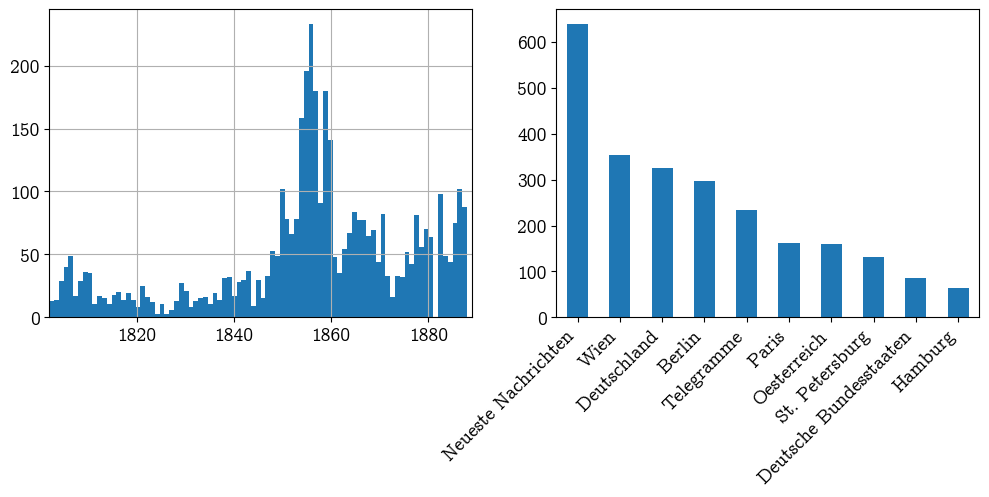 200
150
100
50
0
1820
1840
1860
1880
600
500
400
300
200
100
0
Neueste Nachrichten
Wien
Deutschland
Berlin
Telegramme
Paris
Oesterreich
St. Petersburg
Deutsche Bundesstaaten
Hamburg